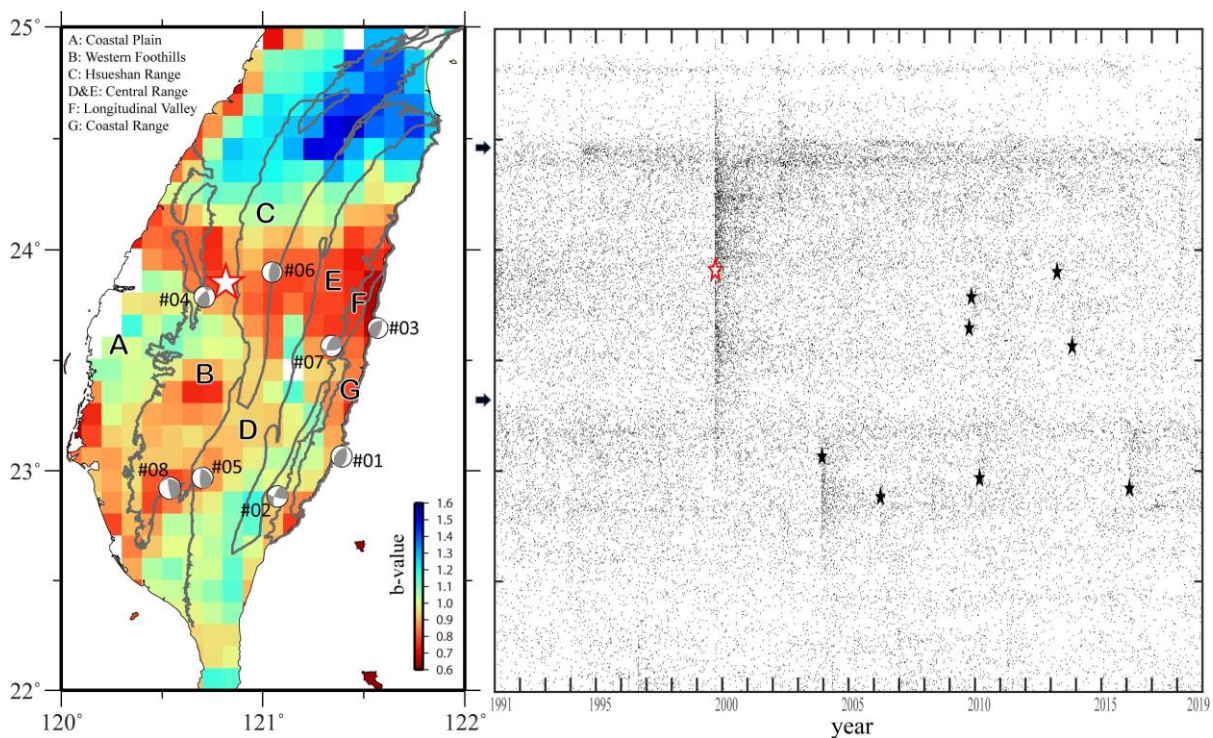 25°
24°
23°
22°
120°
121°
122°
A: Coastal Plain
B: Western Foothills
C: Hsueshan Range
D&E: Central Range
F: Longitudinal Valley
G: Coastal Range
C
#06
E
F
#04
#03
A
#07
B
G
D
#08
#05
#01
#02
b-value
1.6
1.5
1.4
1.3
1.2
1.1
1.0
0.9
0.8
0.7
0.6
1991
1995
2000
2005
2010
2015
2019
year